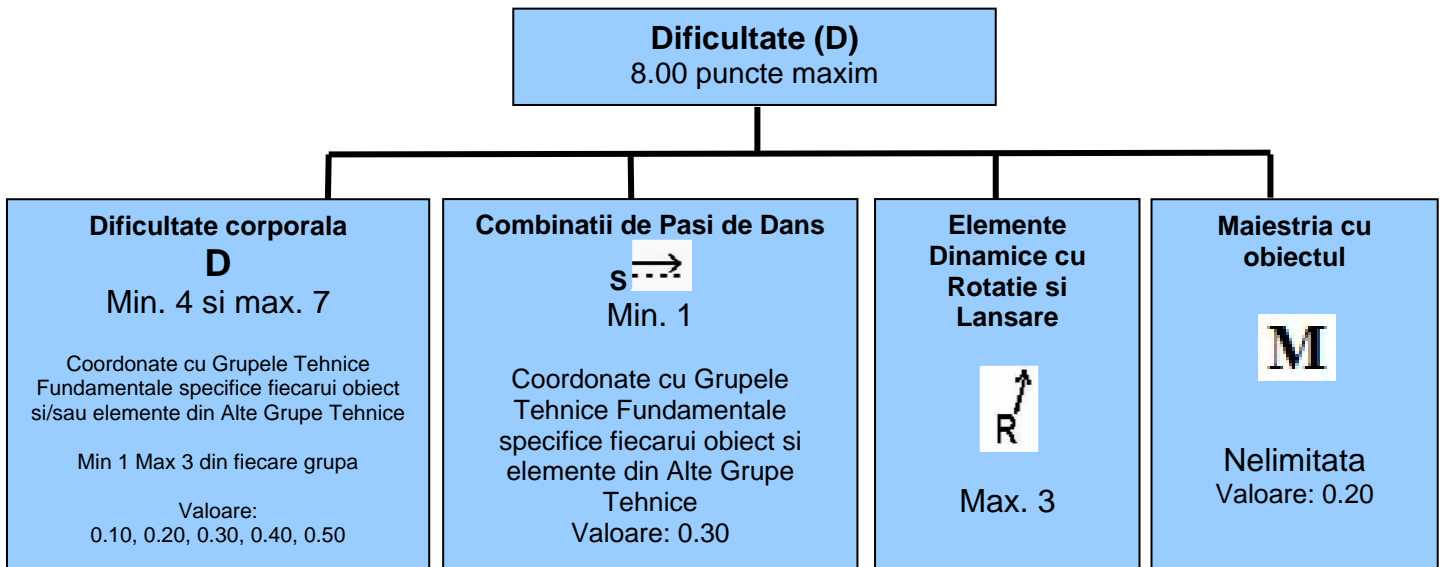 Dificultate (D)
8.00 puncte maxim
Dificultate corporala
D
Min. 4 si max. 7
Coordonate cu Grupele Tehnice
Fundamentale specifice fiecarui obiect
si/sau elemente din Alte Grupe Tehnice
Min 1 Max 3 din fiecare grupa
Valoare:
0.10, 0.20, 0.30, 0.40, 0.50
Combinatii de Pasi de Dans
S
Min. 1
Coordonate cu Grupele
Tehnice Fundamentale
specifice fiecarui obiect si
elemente din Alte Grupe
Tehnice
Valoare: 0.30
Elemente
Dinamice cu
Rotatie si
Lansare
R
Max. 3
Maiestria cu
obiectul
M
Nelimitata
Valoare: 0.20